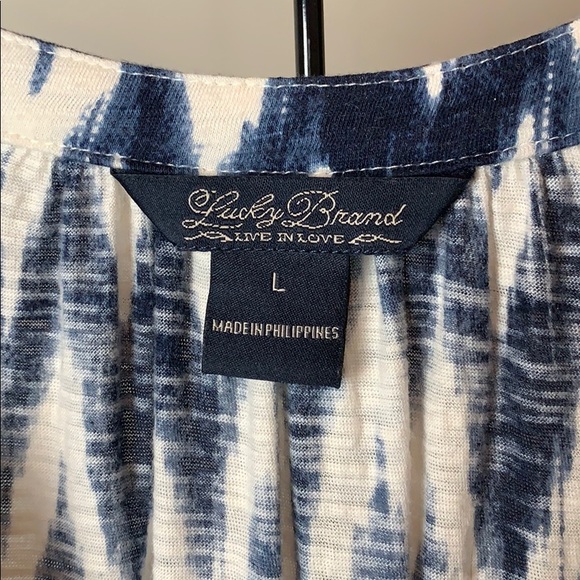 Lucky Brand
LIVE IN LOVE
L
MADE IN PHILIPPINES